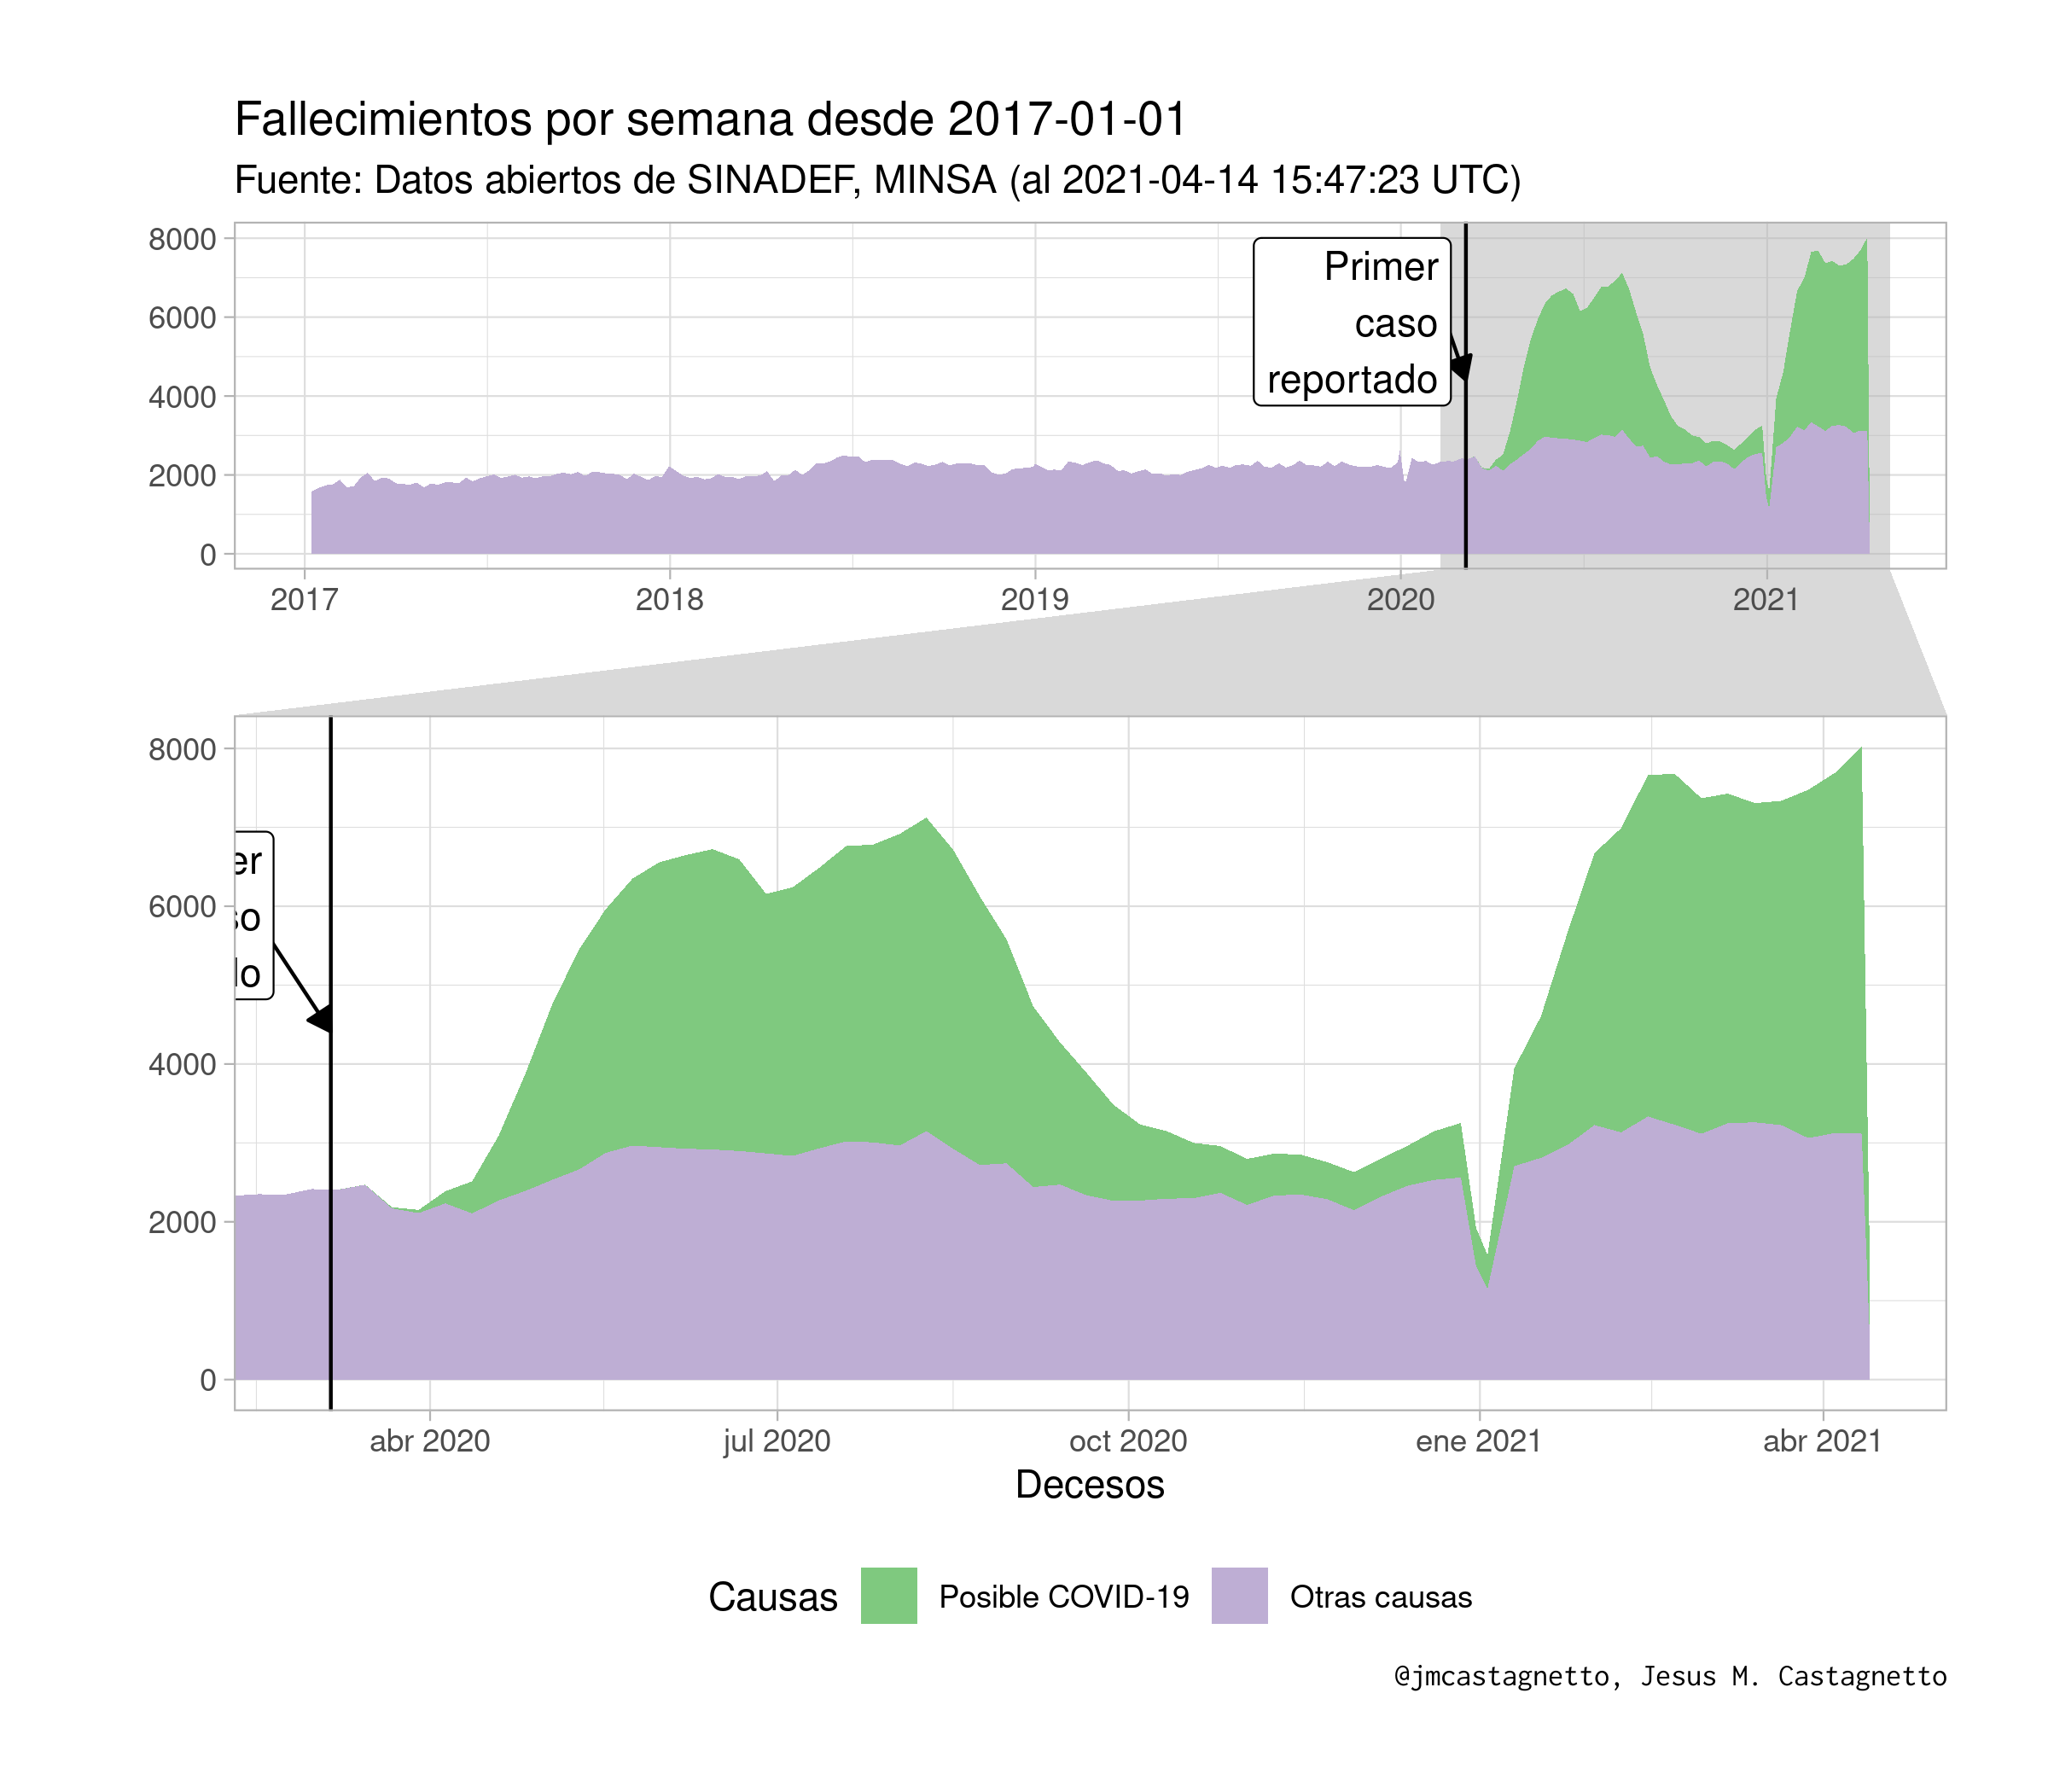 Fallecimientos por semana desde 2017-01-01
Fuente: Datos abiertos de SINADEF, MINSA (al 2021-04-14 15:47:23 UTC)
8000
6000
4000
2000
0
Primer
caso
reportado
2017
2018
2019
2020
2021
8000
6000
4000
2000
0
er
so
do
abr 2020
jul 2020
oct 2020
ene 2021
abr 2021
Decesos
Causas
Posible COVID-19
Otras causas
@jmcastagnetto, Jesus M. Castagnetto